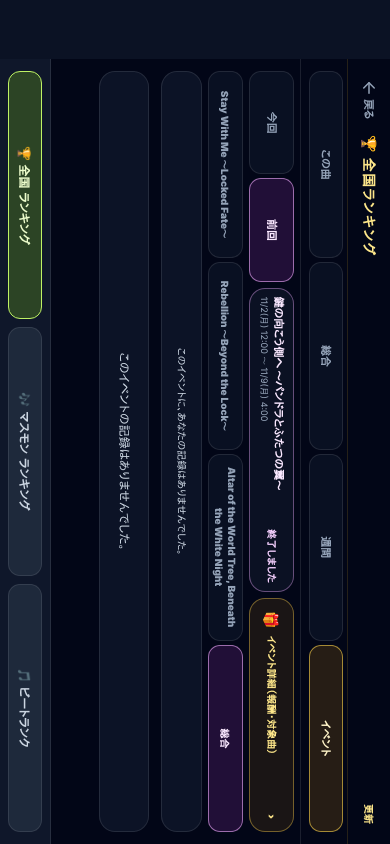 ← 戻る
🏆 全国ランキング
更新
この曲
総合
週間
イベント
今回
前回
鍵の向こう側へ 〜パンドラとふたつの翼〜
11/2(月) 12:00 〜 11/9(月) 4:00
終了しました
🎁 イベント詳細(報酬・対象曲)
›
Stay With Me 〜Locked Fate〜
Rebellion 〜Beyond the Lock〜
Altar of the World Tree, Beneath
the White Night
総合
このイベントに、あなたの記録はありませんでした。
このイベントの記録はありませんでした。
🏆 全国 ランキング
🎶 マスモン ランキング
🎵 ビートランク